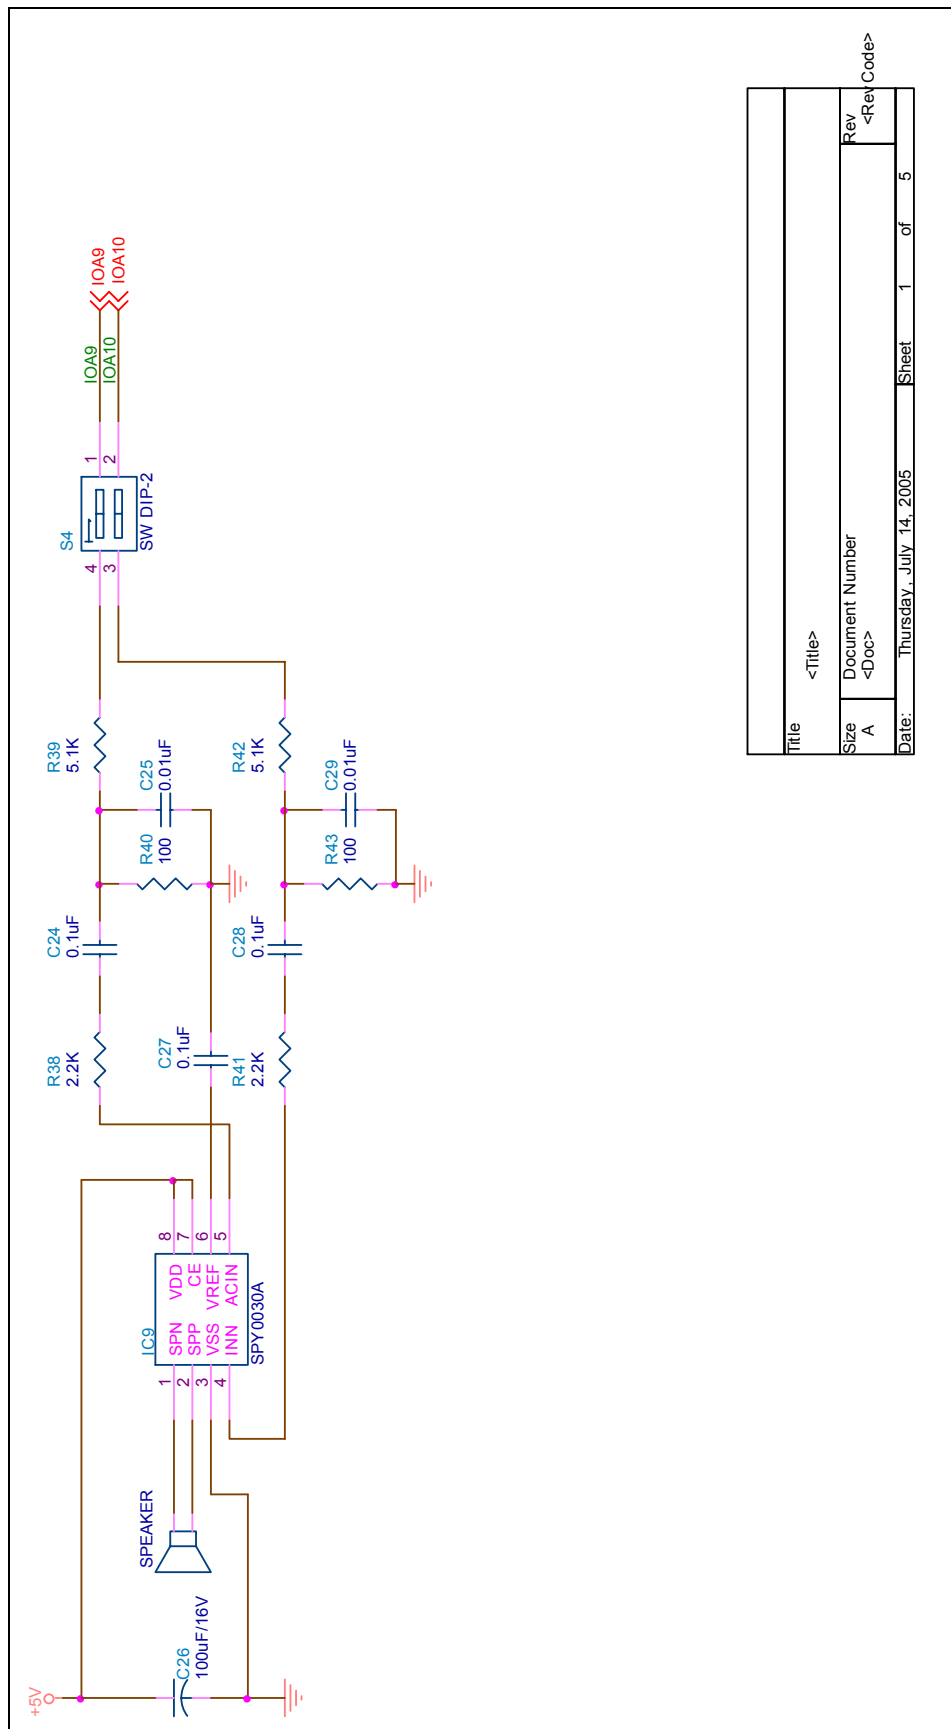 +5V
C26
100uF/16V
SPEAKER
IC9
SPY0030A
1
2
3
4
SPN
SPP
VSS
INN
VDD
CE
VREF
ACIN
8
7
6
5
R38
2.2K
C24
0.1uF
C27
0.1uF
R41
2.2K
C28
0.1uF
R40
100
C25
0.01uF
R39
5.1K
R43
100
C29
0.01uF
R42
5.1K
S4
SW DIP-2
4
3
1
2
IOA9
IOA10
IOA9
IOA10
Title
<Title>
Size
A
Document Number
<Doc>
Rev
<RevCode>
Date:
Thursday, July 14, 2005
Sheet 1 of 5